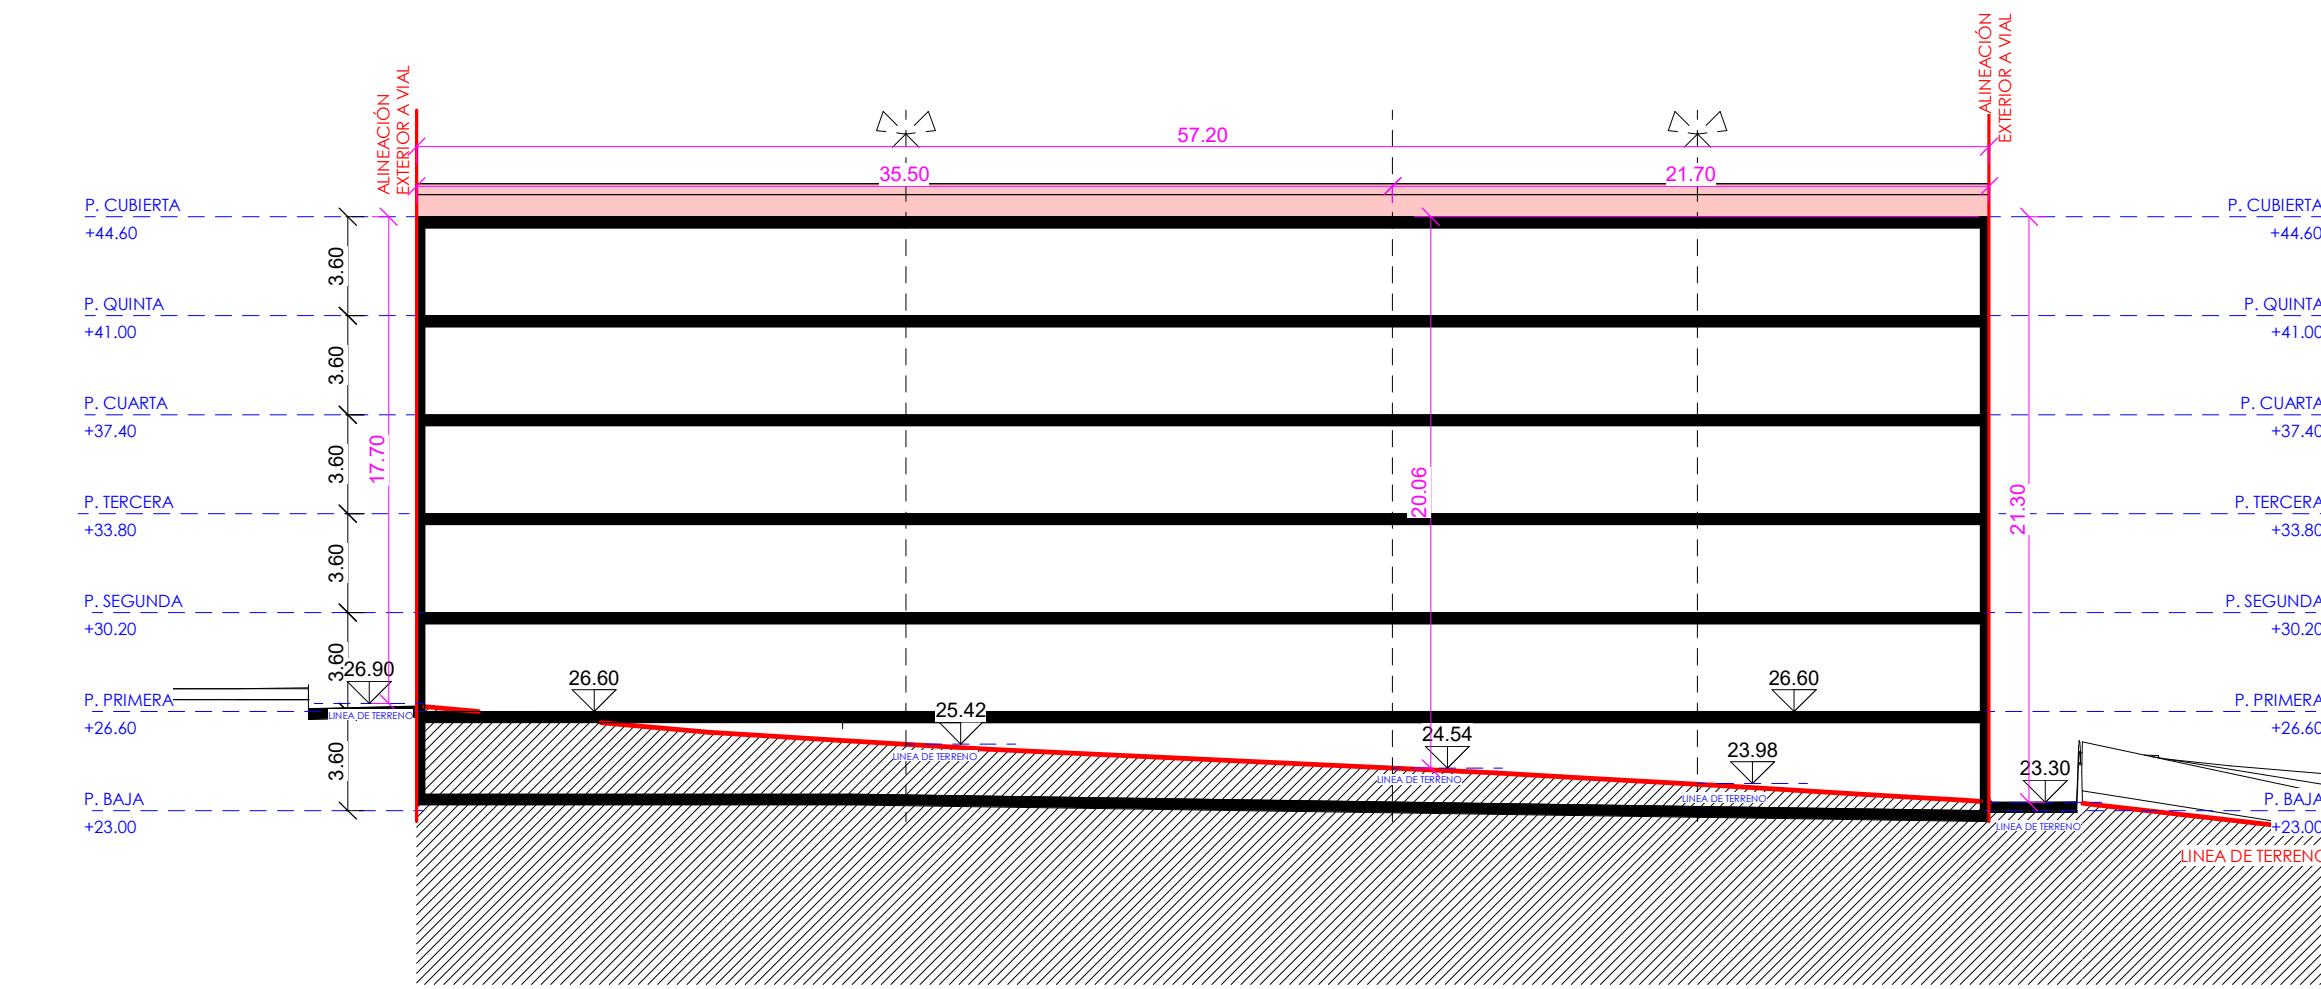 ALINEACIÓN
EXTERIOR A VIAL
ALINEACIÓN
EXTERIOR A VIAL
57.20
35.50
21.70
P. CUBIERTA
+44.60
P. CUBIERTA
+44.60
3.60
P. QUINTA
+41.00
P. QUINTA
+41.00
3.60
P. CUARTA
+37.40
P. CUARTA
+37.40
17.70
3.60
20.06
21.30
P. TERCERA
+33.80
P. TERCERA
+33.80
3.60
P. SEGUNDA
+30.20
P. SEGUNDA
+30.20
3.60
26.90
26.60
26.60
P. PRIMERA
+26.60
LINEA DE TERRENO
25.42
LINEA DE TERRENO
24.54
LINEA DE TERRENO
23.98
LINEA DE TERRENO
P. PRIMERA
+26.60
3.60
23.30
P. BAJA
+23.00
LINEA DE TERRENO
P. BAJA
+23.00
LINEA DE TERRENO